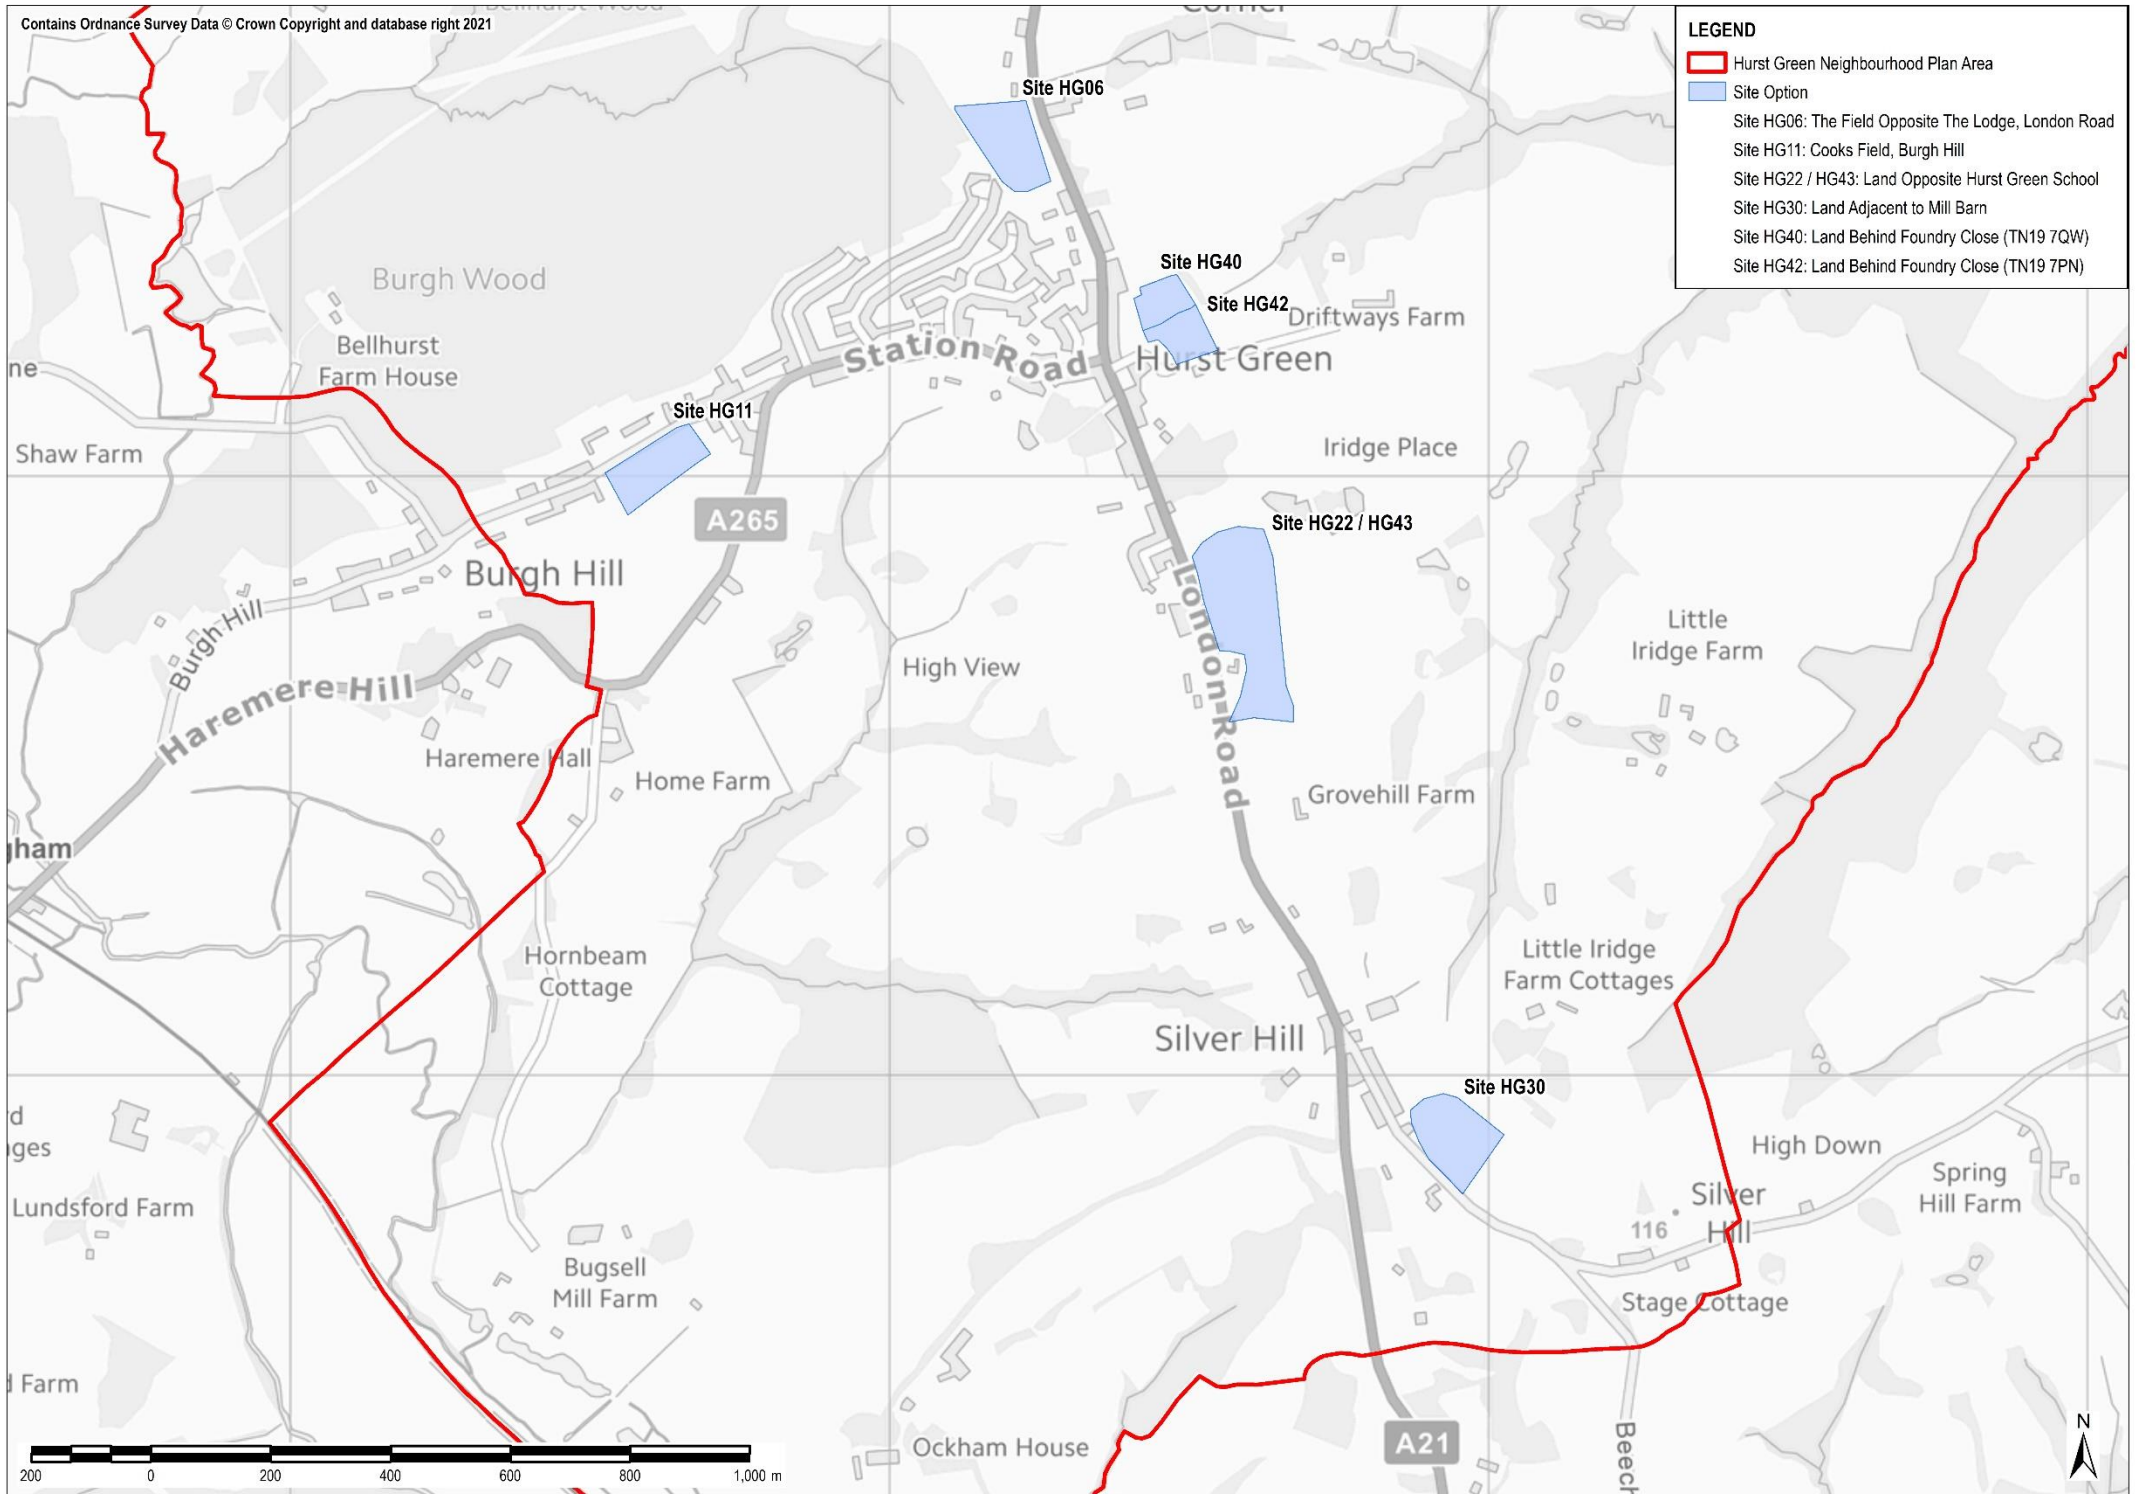 Contains Ordnance Survey Data © Crown Copyright and database right 2021
LEGEND
Hurst Green Neighbourhood Plan Area
Site Option
Site HG06: The Field Opposite The Lodge, London Road
Site HG11: Cooks Field, Burgh Hill
Site HG22 / HG43: Land Opposite Hurst Green School
Site HG30: Land Adjacent to Mill Barn
Site HG40: Land Behind Foundry Close (TN19 7QW)
Site HG42: Land Behind Foundry Close (TN19 7PN)
Site HG06
Burgh Wood
Site HG40
Site HG42
Driftways Farm
Bellhurst
Farm House
Station Road
Hurst Green
ne
Site HG11
Shaw Farm
Iridge Place
A265
Site HG22 / HG43
Burgh Hill
Burgh Hill
London Road
Little
Iridge Farm
High View
Haremere Hill
Haremere Hall
Home Farm
Grovehill Farm
gham
Hornbeam
Cottage
Little Iridge
Farm Cottages
Silver Hill
Site HG30
rd
ages
High Down
Spring
Hill Farm
Lundsford Farm
Silver
Hill
116
Bugsell
Mill Farm
Stage Cottage
d Farm
Ockham House
A21
Beech
N
200 0 200 400 600 800 1,000 m